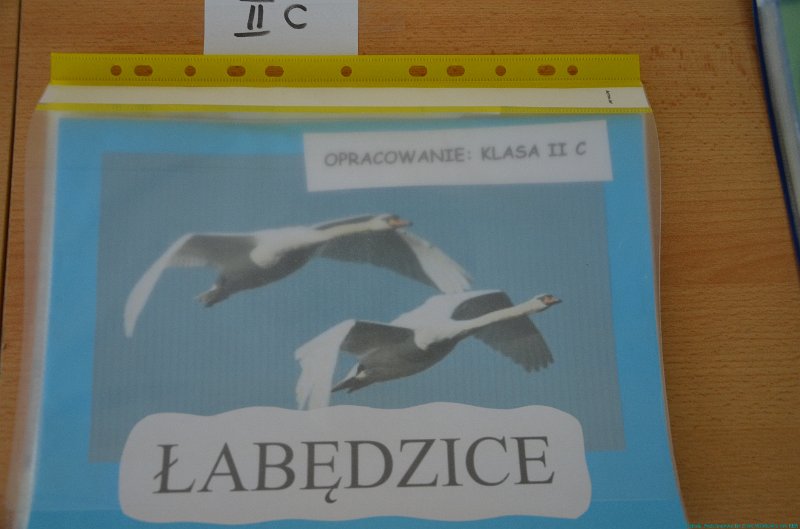 II C
OPRACOWANIE: KLASA II C
ŁABĘDZICE